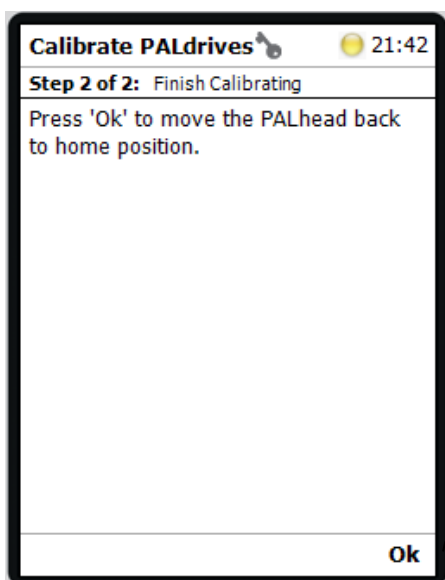 Calibrate PALdrives 21:42
Step 2 of 2: Finish Calibrating
Press 'Ok' to move the PALhead back
to home position.
Ok